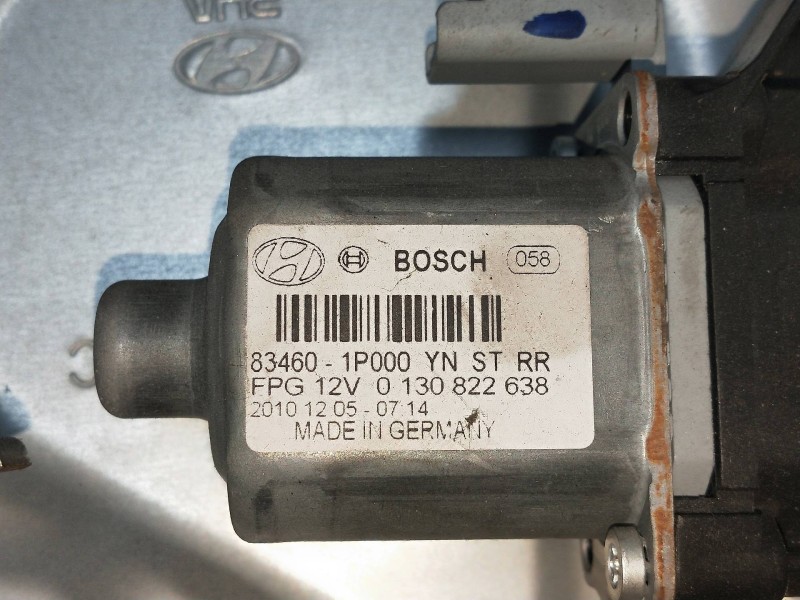 BOSCH 058
83460 - 1P000 YN ST RR
FPG 12V 0 130 822 638
2010 12 05 - 07:14
MADE IN GERMANY